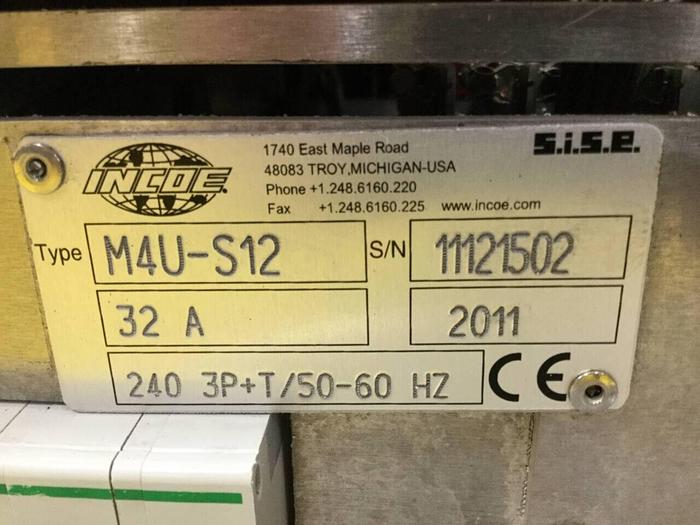 INCOE
1740 East Maple Road
48083 TROY,MICHIGAN-USA
Phone +1.248.6160.220
Fax +1.248.6160.225 www.incoe.com
S.i.S.E.
Type M4U-S12 S/N 11121502
32 A 2011
240 3P+T/50-60 HZ CE